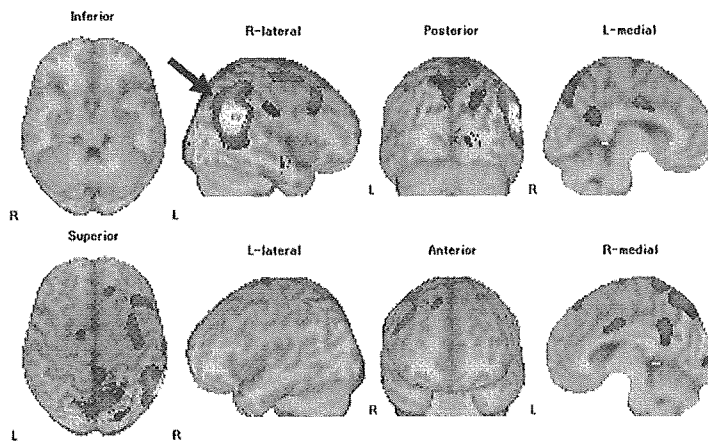 Inferior
R-lateral
Posterior
L-medial
R
L
L
R
Superior
L-lateral
Anterior
R-medial
L
R
R
L